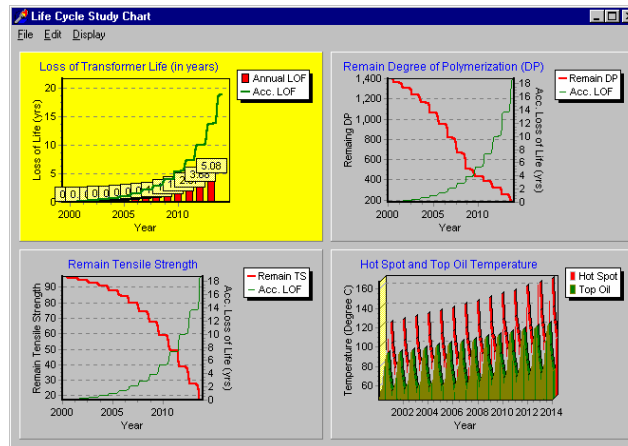 Life Cycle Study Chart
File Edit Display
Loss of Transformer Life (in years)
Annual LOF
Acc. LOF
Loss of Life (yrs)
20
15
10
5
0
5.08
2000 2005 2010
Year
Remain Degree of Polymerization (DP)
Remain DP
Acc. LOF
Remaing DP
1,400
1,200
1,000
800
600
400
200
18
16
14
12
10
8
6
4
2
0
Acc. Loss of Life (yrs)
2000 2005 2010
Year
Remain Tensile Strength
Remain TS
Acc. LOF
Remain Tensile Strength
90
80
70
60
50
40
30
20
18
16
14
12
10
8
6
4
2
0
Acc. Loss of Life (yrs)
2000 2005 2010
Year
Hot Spot and Top Oil Temperature
Hot Spot
Top Oil
Temperature (Degree C)
160
140
120
100
80
60
2002 2004 2006 2008 2010 2012 2014
Year